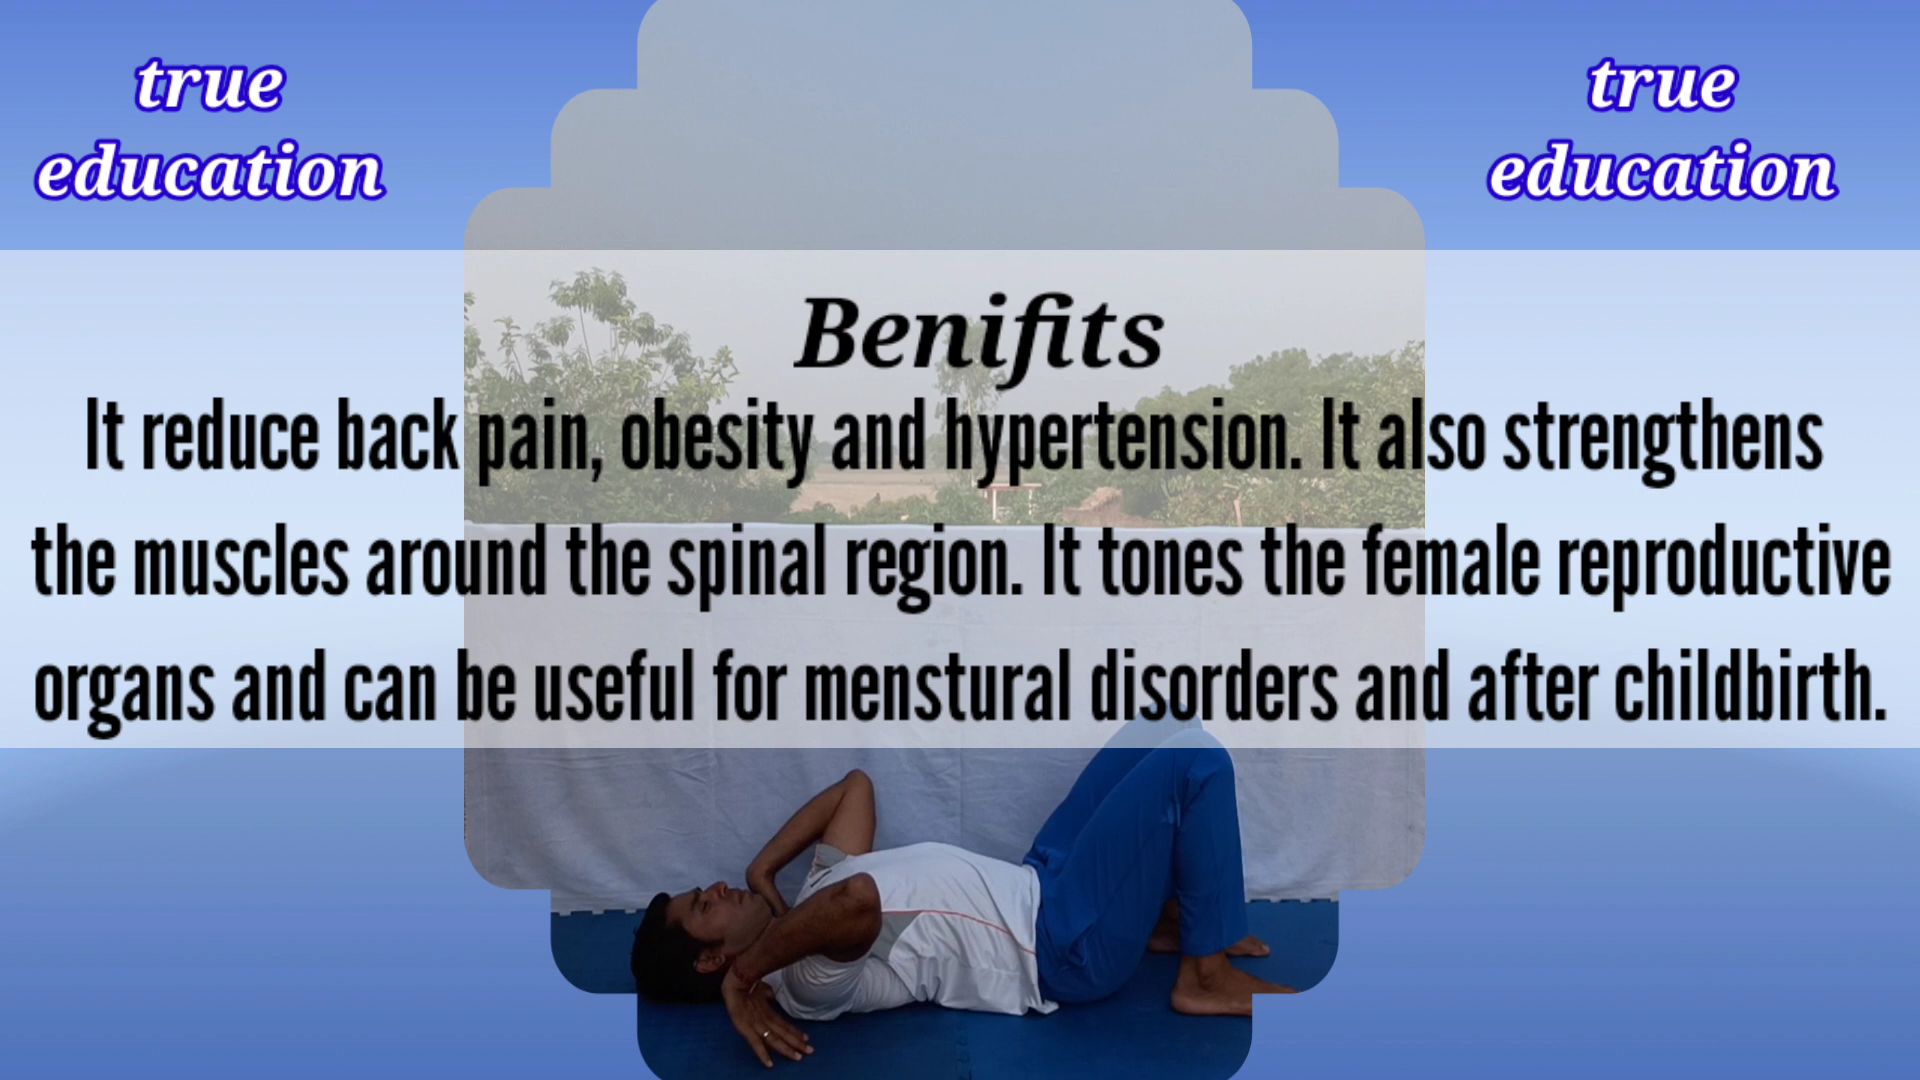 true
education
true
education
Benifits
It reduce back pain, obesity and hypertension. It also strengthens
the muscles around the spinal region. It tones the female reproductive
organs and can be useful for menstural disorders and after childbirth.